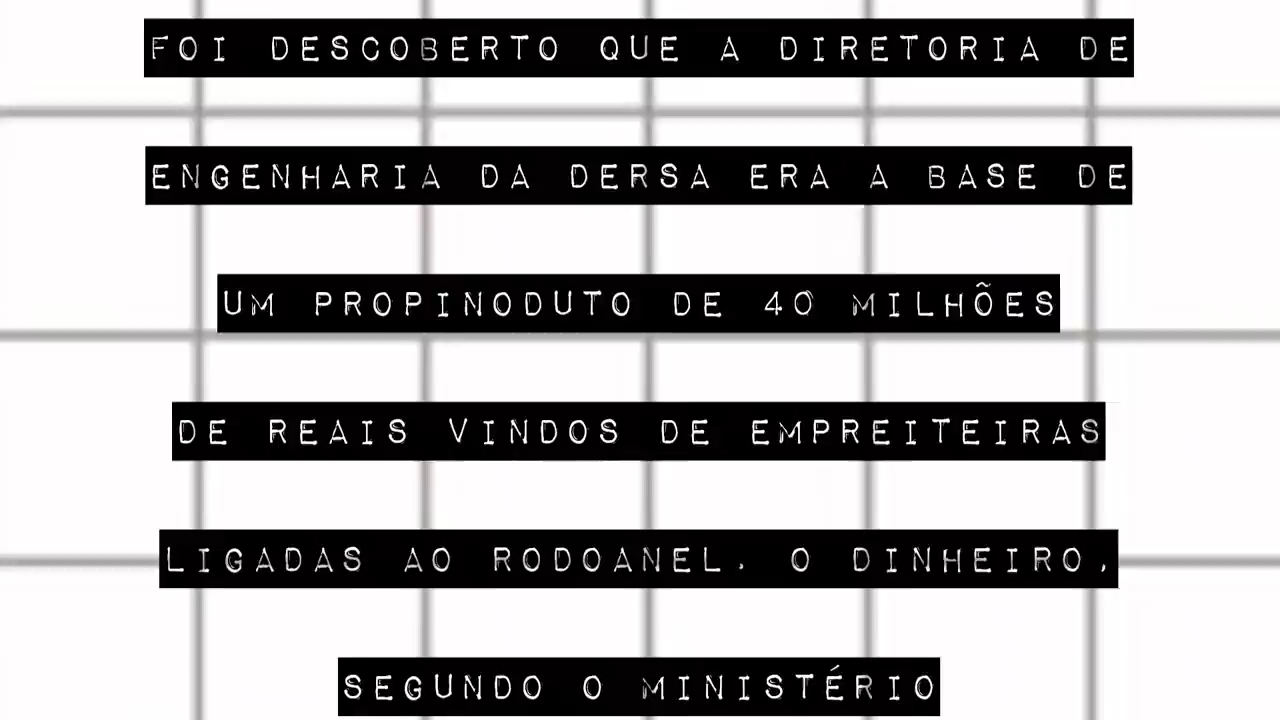 FOI DESCOBERTO QUE A DIRETORIA DE
ENGENHARIA DA DERSA ERA A BASE DE
UM PROPINODUTO DE 40 MILHÕES
DE REAIS VINDOS DE EMPREITEIRAS
LIGADAS AO RODOANEL. O DINHEIRO,
SEGUNDO O MINISTÉRIO